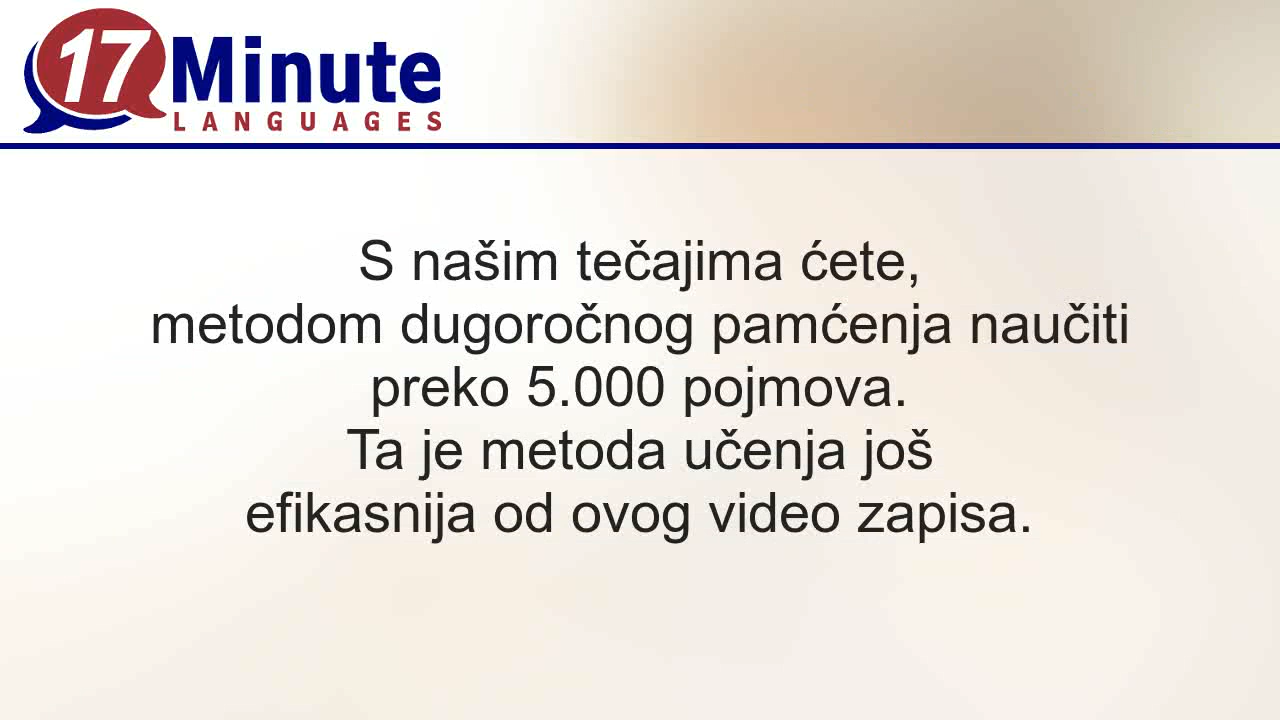 17 Minute
LANGUAGES
S našim tečajima ćete,
metodom dugoročnog pamćenja naučiti
preko 5.000 pojmova.
Ta je metoda učenja još
efikasnija od ovog video zapisa.